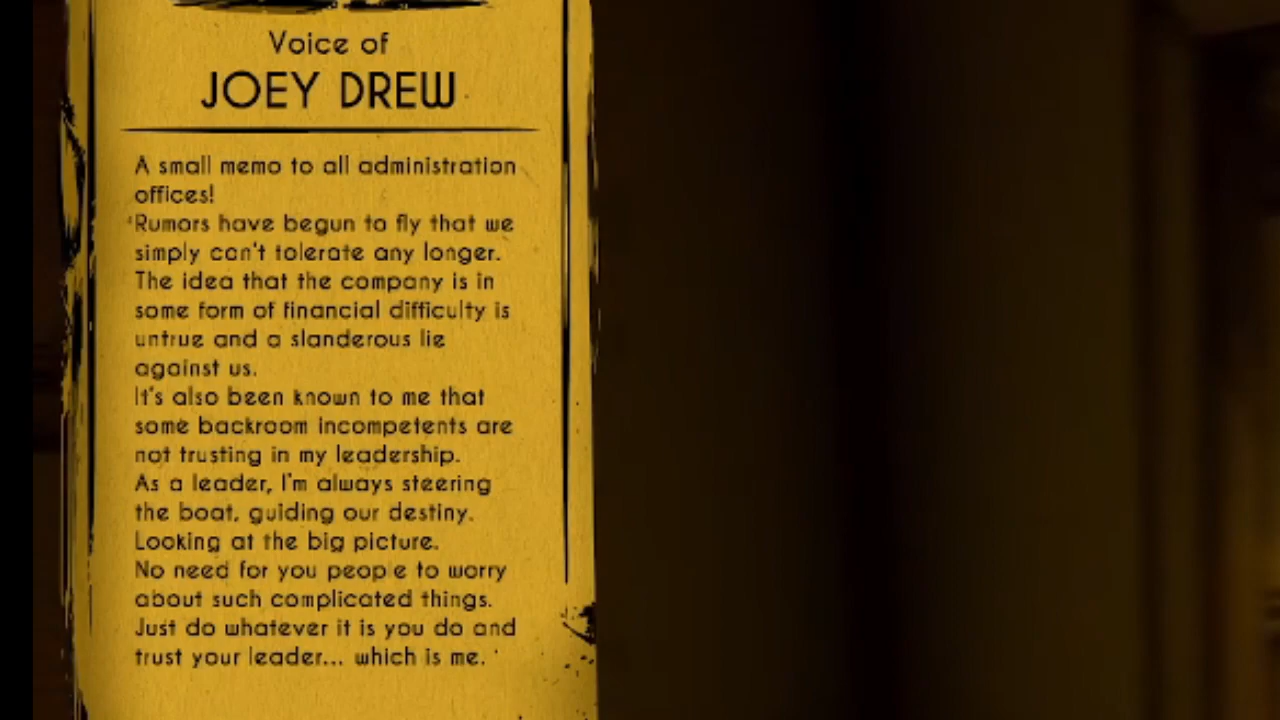 Voice of
JOEY DREW
A small memo to all administration
offices!
Rumors have begun to fly that we
simply can't tolerate any longer.
The idea that the company is in
some form of financial difficulty is
untrue and a slanderous lie
against us.
It's also been known to me that
some backroom incompetents are
not trusting in my leadership.
As a leader, I'm always steering
the boat, guiding our destiny.
Looking at the big picture.
No need for you people to worry
about such complicated things.
Just do whatever it is you do and
trust your leader... which is me.